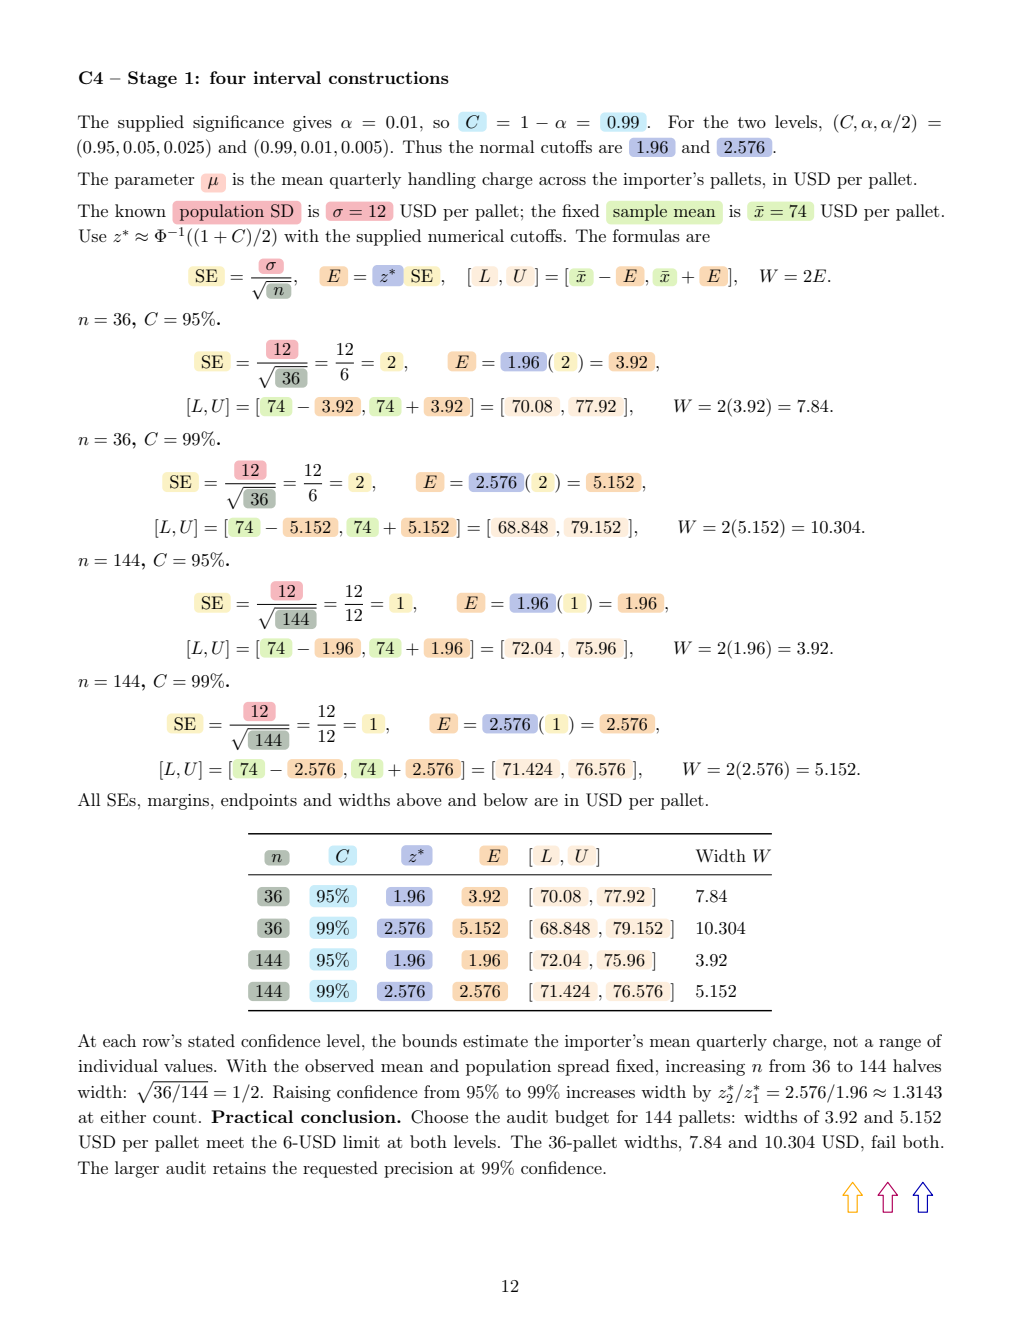 C4 – Stage 1: four interval constructions
The supplied significance gives α = 0.01, so C = 1 − α = 0.99 . For the two levels, (C, α, α/2) =
(0.95, 0.05, 0.025) and (0.99, 0.01, 0.005). Thus the normal cutoffs are 1.96 and 2.576 .
The parameter μ is the mean quarterly handling charge across the importer's pallets, in USD per pallet.
The known population SD is σ = 12 USD per pallet; the fixed sample mean is x̄ = 74 USD per pallet.
Use z* ≈ Φ⁻¹((1 + C)/2) with the supplied numerical cutoffs. The formulas are
SE = σ/√n, E = z* SE , [ L , U ] = [ x̄ − E , x̄ + E ], W = 2E.
n = 36, C = 95%.
SE = 12/√36 = 12/6 = 2 , E = 1.96 ( 2 ) = 3.92 ,
[L, U] = [ 74 − 3.92 , 74 + 3.92 ] = [ 70.08 , 77.92 ], W = 2(3.92) = 7.84.
n = 36, C = 99%.
SE = 12/√36 = 12/6 = 2 , E = 2.576 ( 2 ) = 5.152 ,
[L, U] = [ 74 − 5.152 , 74 + 5.152 ] = [ 68.848 , 79.152 ], W = 2(5.152) = 10.304.
n = 144, C = 95%.
SE = 12/√144 = 12/12 = 1 , E = 1.96 ( 1 ) = 1.96 ,
[L, U] = [ 74 − 1.96 , 74 + 1.96 ] = [ 72.04 , 75.96 ], W = 2(1.96) = 3.92.
n = 144, C = 99%.
SE = 12/√144 = 12/12 = 1 , E = 2.576 ( 1 ) = 2.576 ,
[L, U] = [ 74 − 2.576 , 74 + 2.576 ] = [ 71.424 , 76.576 ], W = 2(2.576) = 5.152.
All SEs, margins, endpoints and widths above and below are in USD per pallet.
n C z* E [ L , U ] Width W
36 95% 1.96 3.92 [ 70.08 , 77.92 ] 7.84
36 99% 2.576 5.152 [ 68.848 , 79.152 ] 10.304
144 95% 1.96 1.96 [ 72.04 , 75.96 ] 3.92
144 99% 2.576 2.576 [ 71.424 , 76.576 ] 5.152
At each row's stated confidence level, the bounds estimate the importer's mean quarterly charge, not a range of
individual values. With the observed mean and population spread fixed, increasing n from 36 to 144 halves
width: √36/144 = 1/2. Raising confidence from 95% to 99% increases width by z₂*/z₁* = 2.576/1.96 ≈ 1.3143
at either count. Practical conclusion. Choose the audit budget for 144 pallets: widths of 3.92 and 5.152
USD per pallet meet the 6-USD limit at both levels. The 36-pallet widths, 7.84 and 10.304 USD, fail both.
The larger audit retains the requested precision at 99% confidence.
12